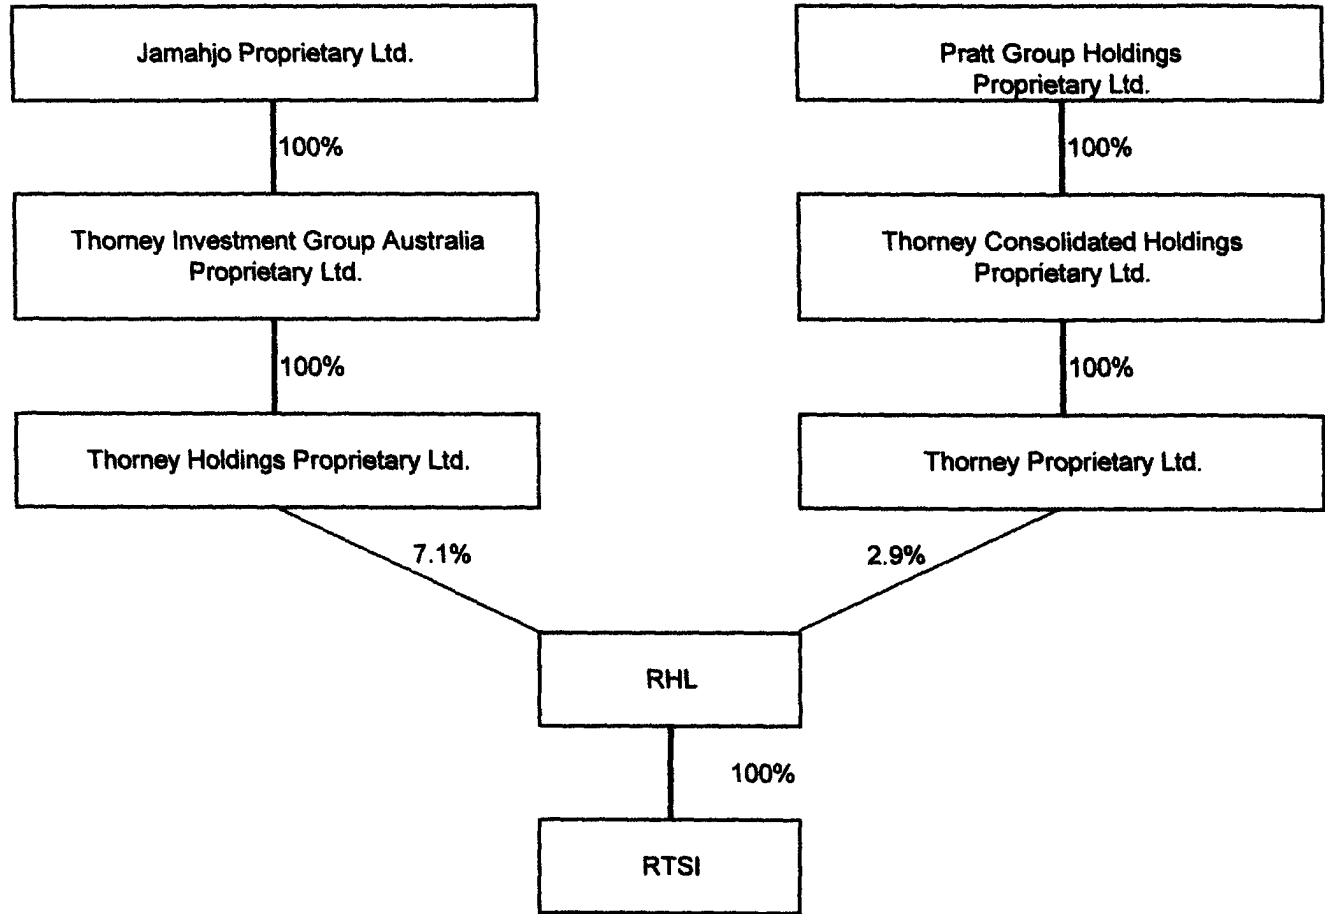 Jamahjo Proprietary Ltd.
Pratt Group Holdings
Proprietary Ltd.
100%
100%
Thorney Investment Group Australia
Proprietary Ltd.
Thorney Consolidated Holdings
Proprietary Ltd.
100%
100%
Thorney Holdings Proprietary Ltd.
Thorney Proprietary Ltd.
7.1%
2.9%
RHL
100%
RTSI